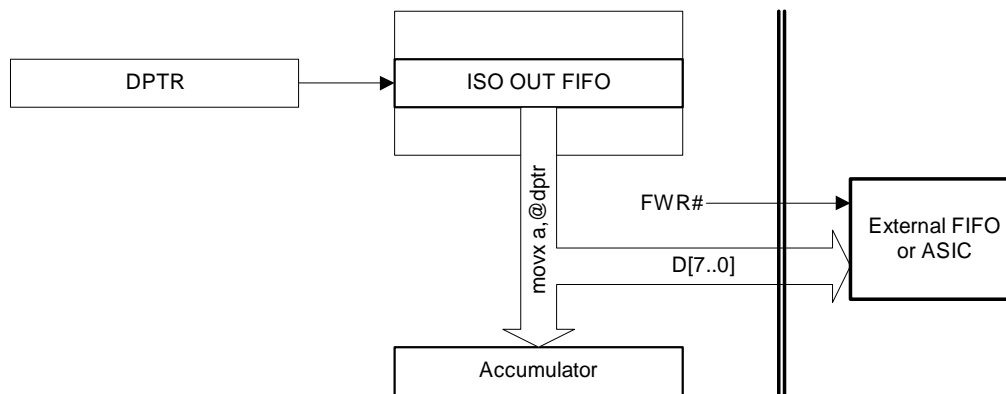 DPTR
ISO OUT FIFO
movx a,@dptr
FWR#
External FIFO
or ASIC
D[7..0]
Accumulator